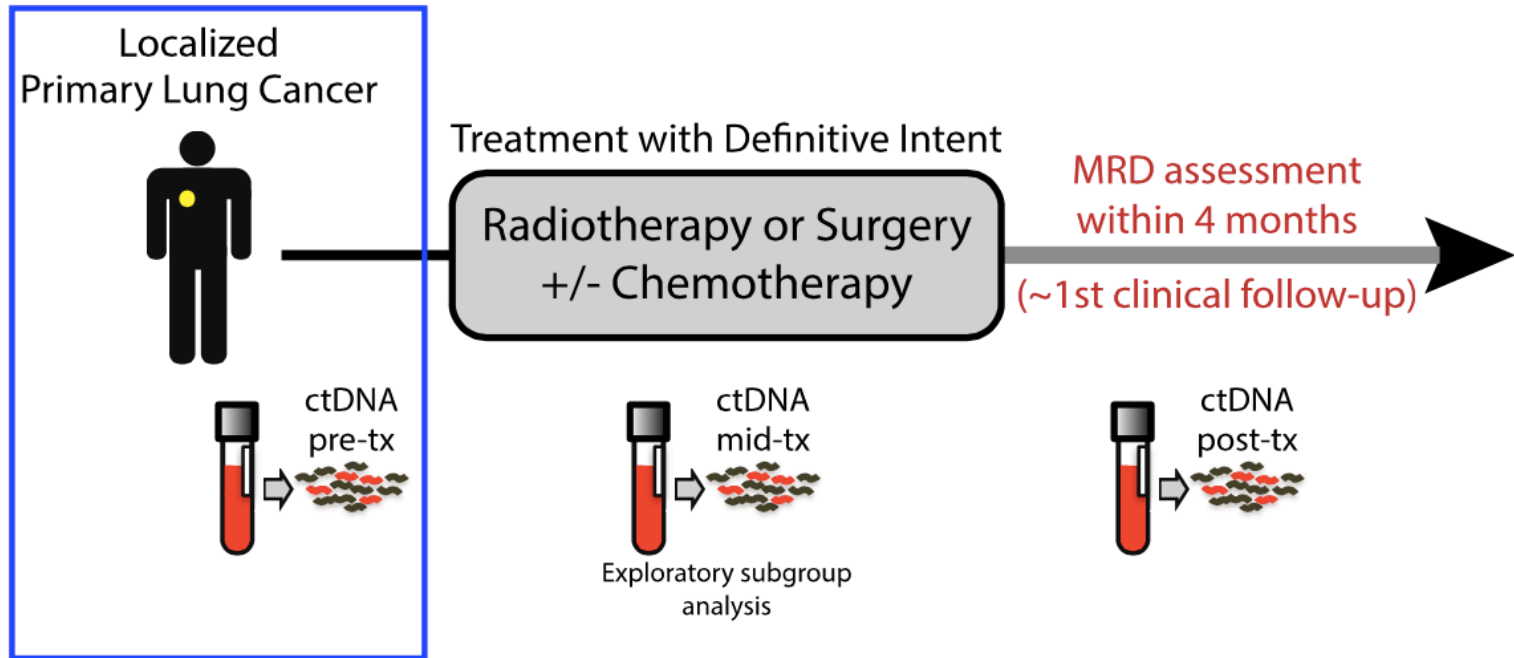 Localized
Primary Lung Cancer
Treatment with Definitive Intent
Radiotherapy or Surgery
+/- Chemotherapy
MRD assessment
within 4 months
(~1st clinical follow-up)
ctDNA
pre-tx
ctDNA
mid-tx
Exploratory subgroup
analysis
ctDNA
post-tx